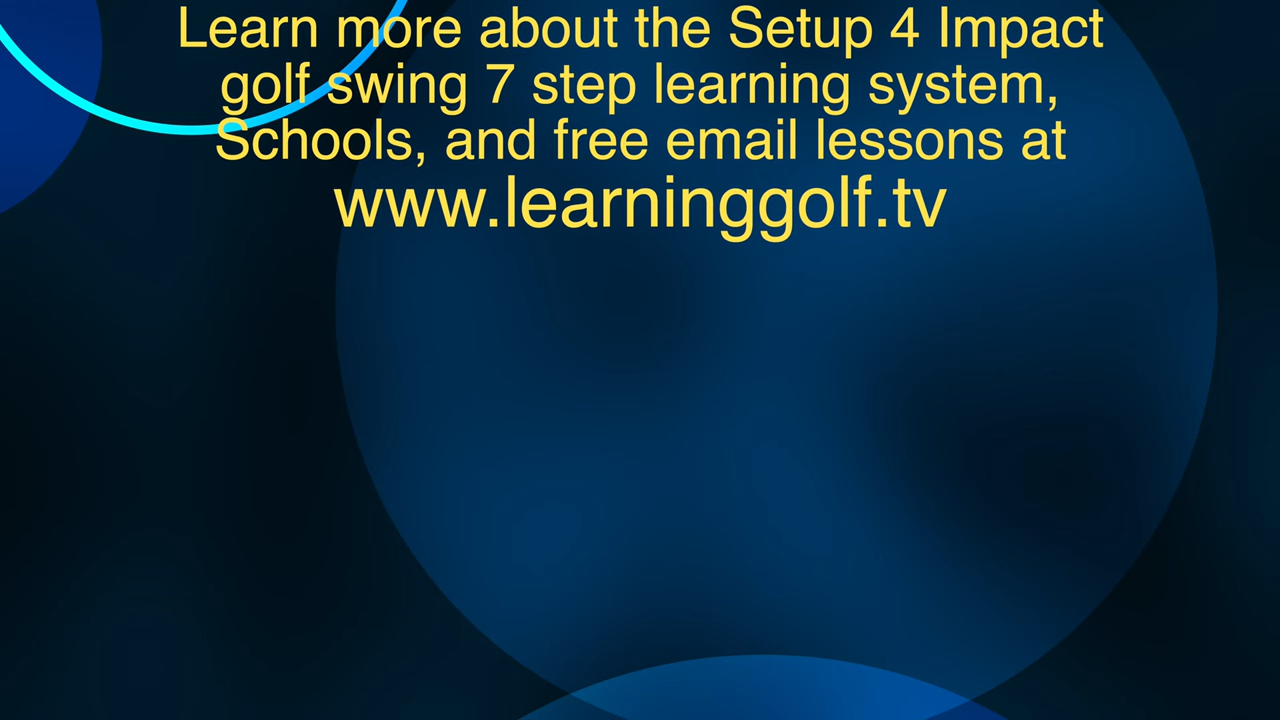 Learn more about the Setup 4 Impact
golf swing 7 step learning system,
Schools, and free email lessons at
www.learninggolf.tv